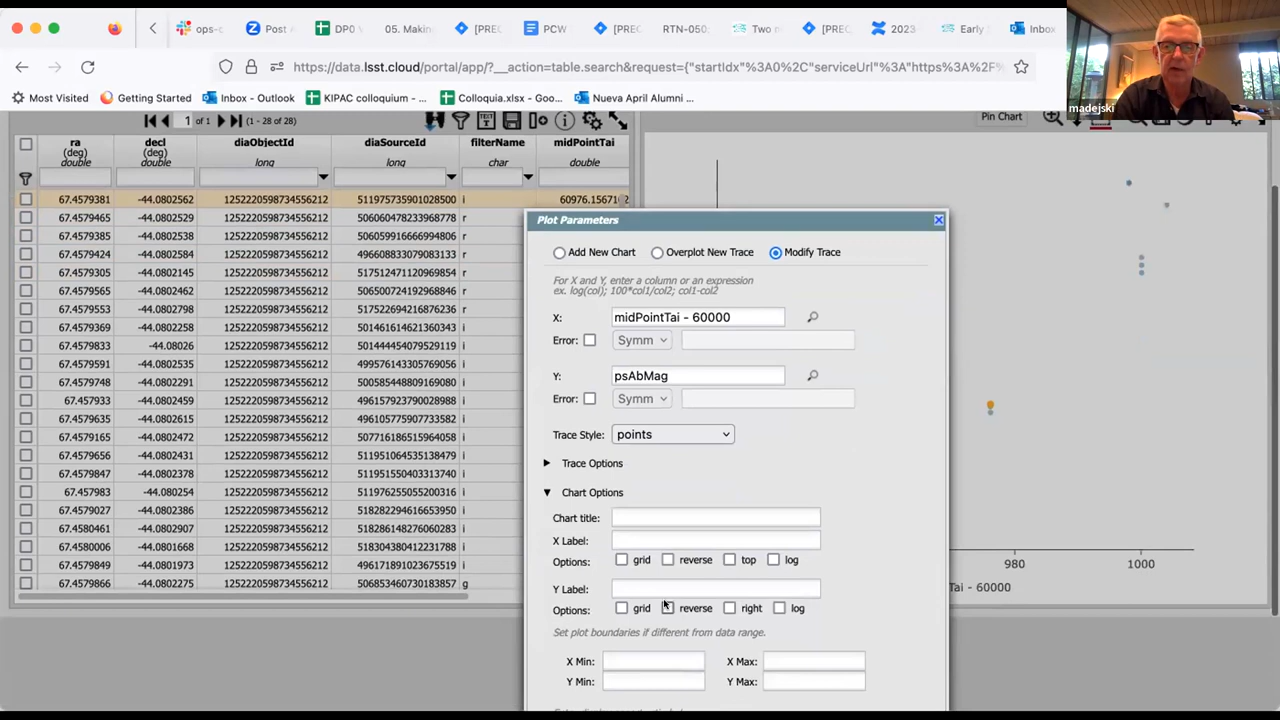 ops-c
Post A
DP0 V
05. Makin
[PREC
PCW
[PREC
RTN-050:
Two n
[PREC
2023
Early
Inbox
https://data.lsst.cloud/portal/app/?__action=table.search&request={"startIdx"%3A0%2C"serviceUrl"%3A"https%3A%2F%
Most Visited
Getting Started
Inbox - Outlook
KIPAC colloquium - ...
Colloquia.xlsx - Goo...
Nueva April Alumni ...
madejski
1 of 1 (1 - 28 of 28)
Pin Chart
ra decl diaObjectId diaSourceId filterName midPointTai
(deg) (deg)
double double long long char double
67.4579381 -44.0802562 1252220598734556212 511975735901028500 i 60976.15671
67.4579465 -44.0802529 1252220598734556212 506060478233968778 r
67.4579385 -44.0802538 1252220598734556212 506059916666994806 r
67.4579424 -44.0802584 1252220598734556212 496608833079083133 r
67.4579305 -44.0802145 1252220598734556212 517512471120969854 r
67.4579565 -44.0802462 1252220598734556212 506500724192968846 r
67.4579553 -44.0802798 1252220598734556212 517522694216876038 r
67.4579369 -44.0802258 1252220598734556212 501461614621360343 i
67.4579833 -44.08026 1252220598734556212 501444454079529119 i
67.4579591 -44.0802535 1252220598734556212 499576143305769056 i
67.4579748 -44.0802291 1252220598734556212 500585448809169080 i
67.457933 -44.0802459 1252220598734556212 496157923790330508 i
67.4579635 -44.0802418 1252220598734556212 496105775907733582 i
67.4579165 -44.0802472 1252220598734556212 507716186515964058 i
67.4579656 -44.0802431 1252220598734556212 511951464535138479 i
67.4579847 -44.0802378 1252220598734556212 511951550403313740 i
67.457983 -44.080254 1252220598734556212 511976255055200316 i
67.4579027 -44.0802386 1252220598734556212 518282294616653950 i
67.4580461 -44.0802907 1252220598734556212 518286148276060283 i
67.4580006 -44.0801668 1252220598734556212 518304380412231788 i
67.4579849 -44.0801551 1252220598734556212 496171892519375103 i
67.4579866 -44.0802275 1252220598734556212 506853460730183857 g
Plot Parameters
Add New Chart
Overplot New Trace
Modify Trace
For X and Y, enter a column or an expression
ex. log(col); 100*col1/col2; col1-col2
X: midPointTai - 60000
Error: Symm
Y: psAbMag
Error: Symm
Trace Style: points
Trace Options
Chart Options
Chart title:
X Label:
Options: grid reverse top log
Y Label:
Options: grid reverse right log
Set plot boundaries if different from data range.
X Min: X Max:
Y Min: Y Max:
980 1000
Tai - 60000